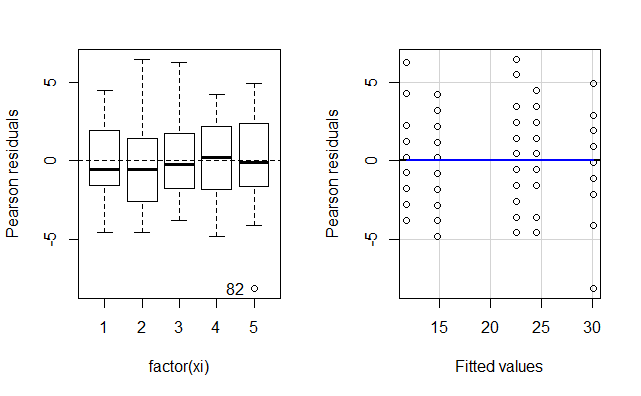 Pearson residuals
5
0
-5
82
1 2 3 4 5
factor(xi)
Pearson residuals
5
0
-5
15 20 25 30
Fitted values